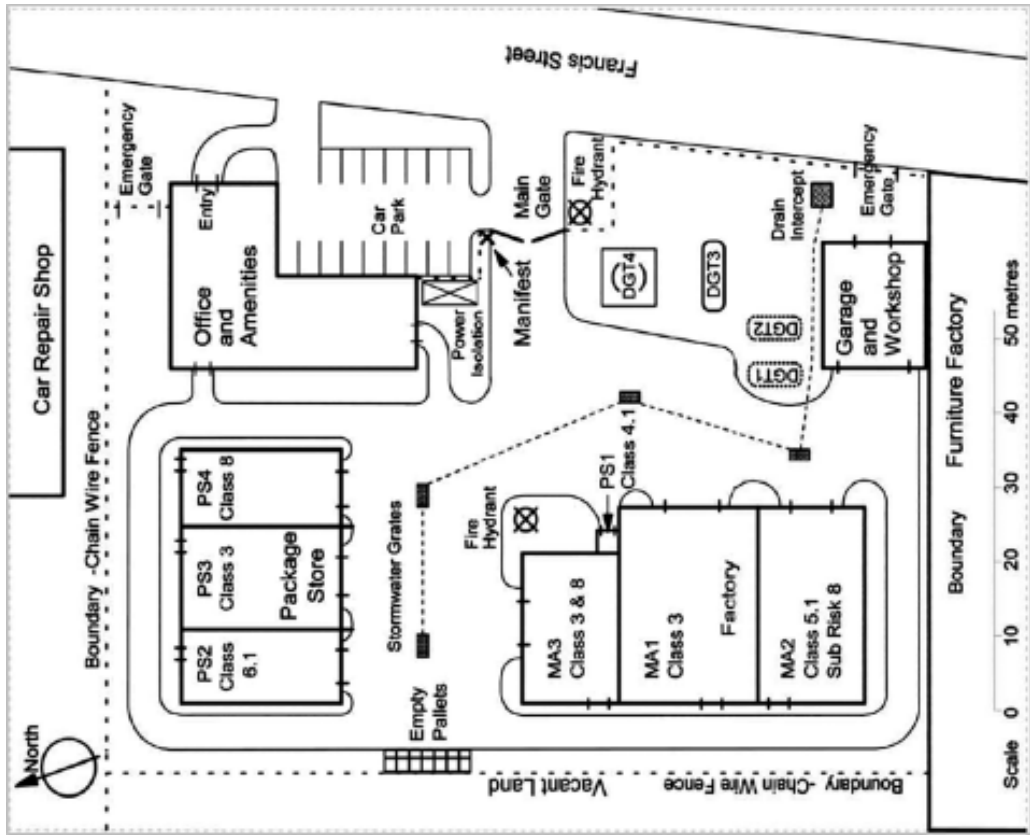 Car Repair Shop
Boundary -Chain Wire Fence
Emergency
Gate
North
PS2
Class
6.1
PS3
Class 3
PS4
Class 8
Package
Store
Office
and
Amenities
Entry
Car
Park
Francis Street
Power
Isolation
Manifest
Main
Gate
Fire
Hydrant
Stormwater Grates
Empty
Pallets
Fire
Hydrant
PS1
Class 4.1
MA3
Class 3 & 8
MA1
Class 3
Factory
MA2
Class 5.1
Sub Risk 8
DGT4
DGT3
DGT2
DGT1
Drain
Intercept
Emergency
Gate
Garage
and
Workshop
Vacant Land
Boundary -Chain Wire Fence
Boundary
Furniture Factory
Scale 0 10 20 30 40 50 metres